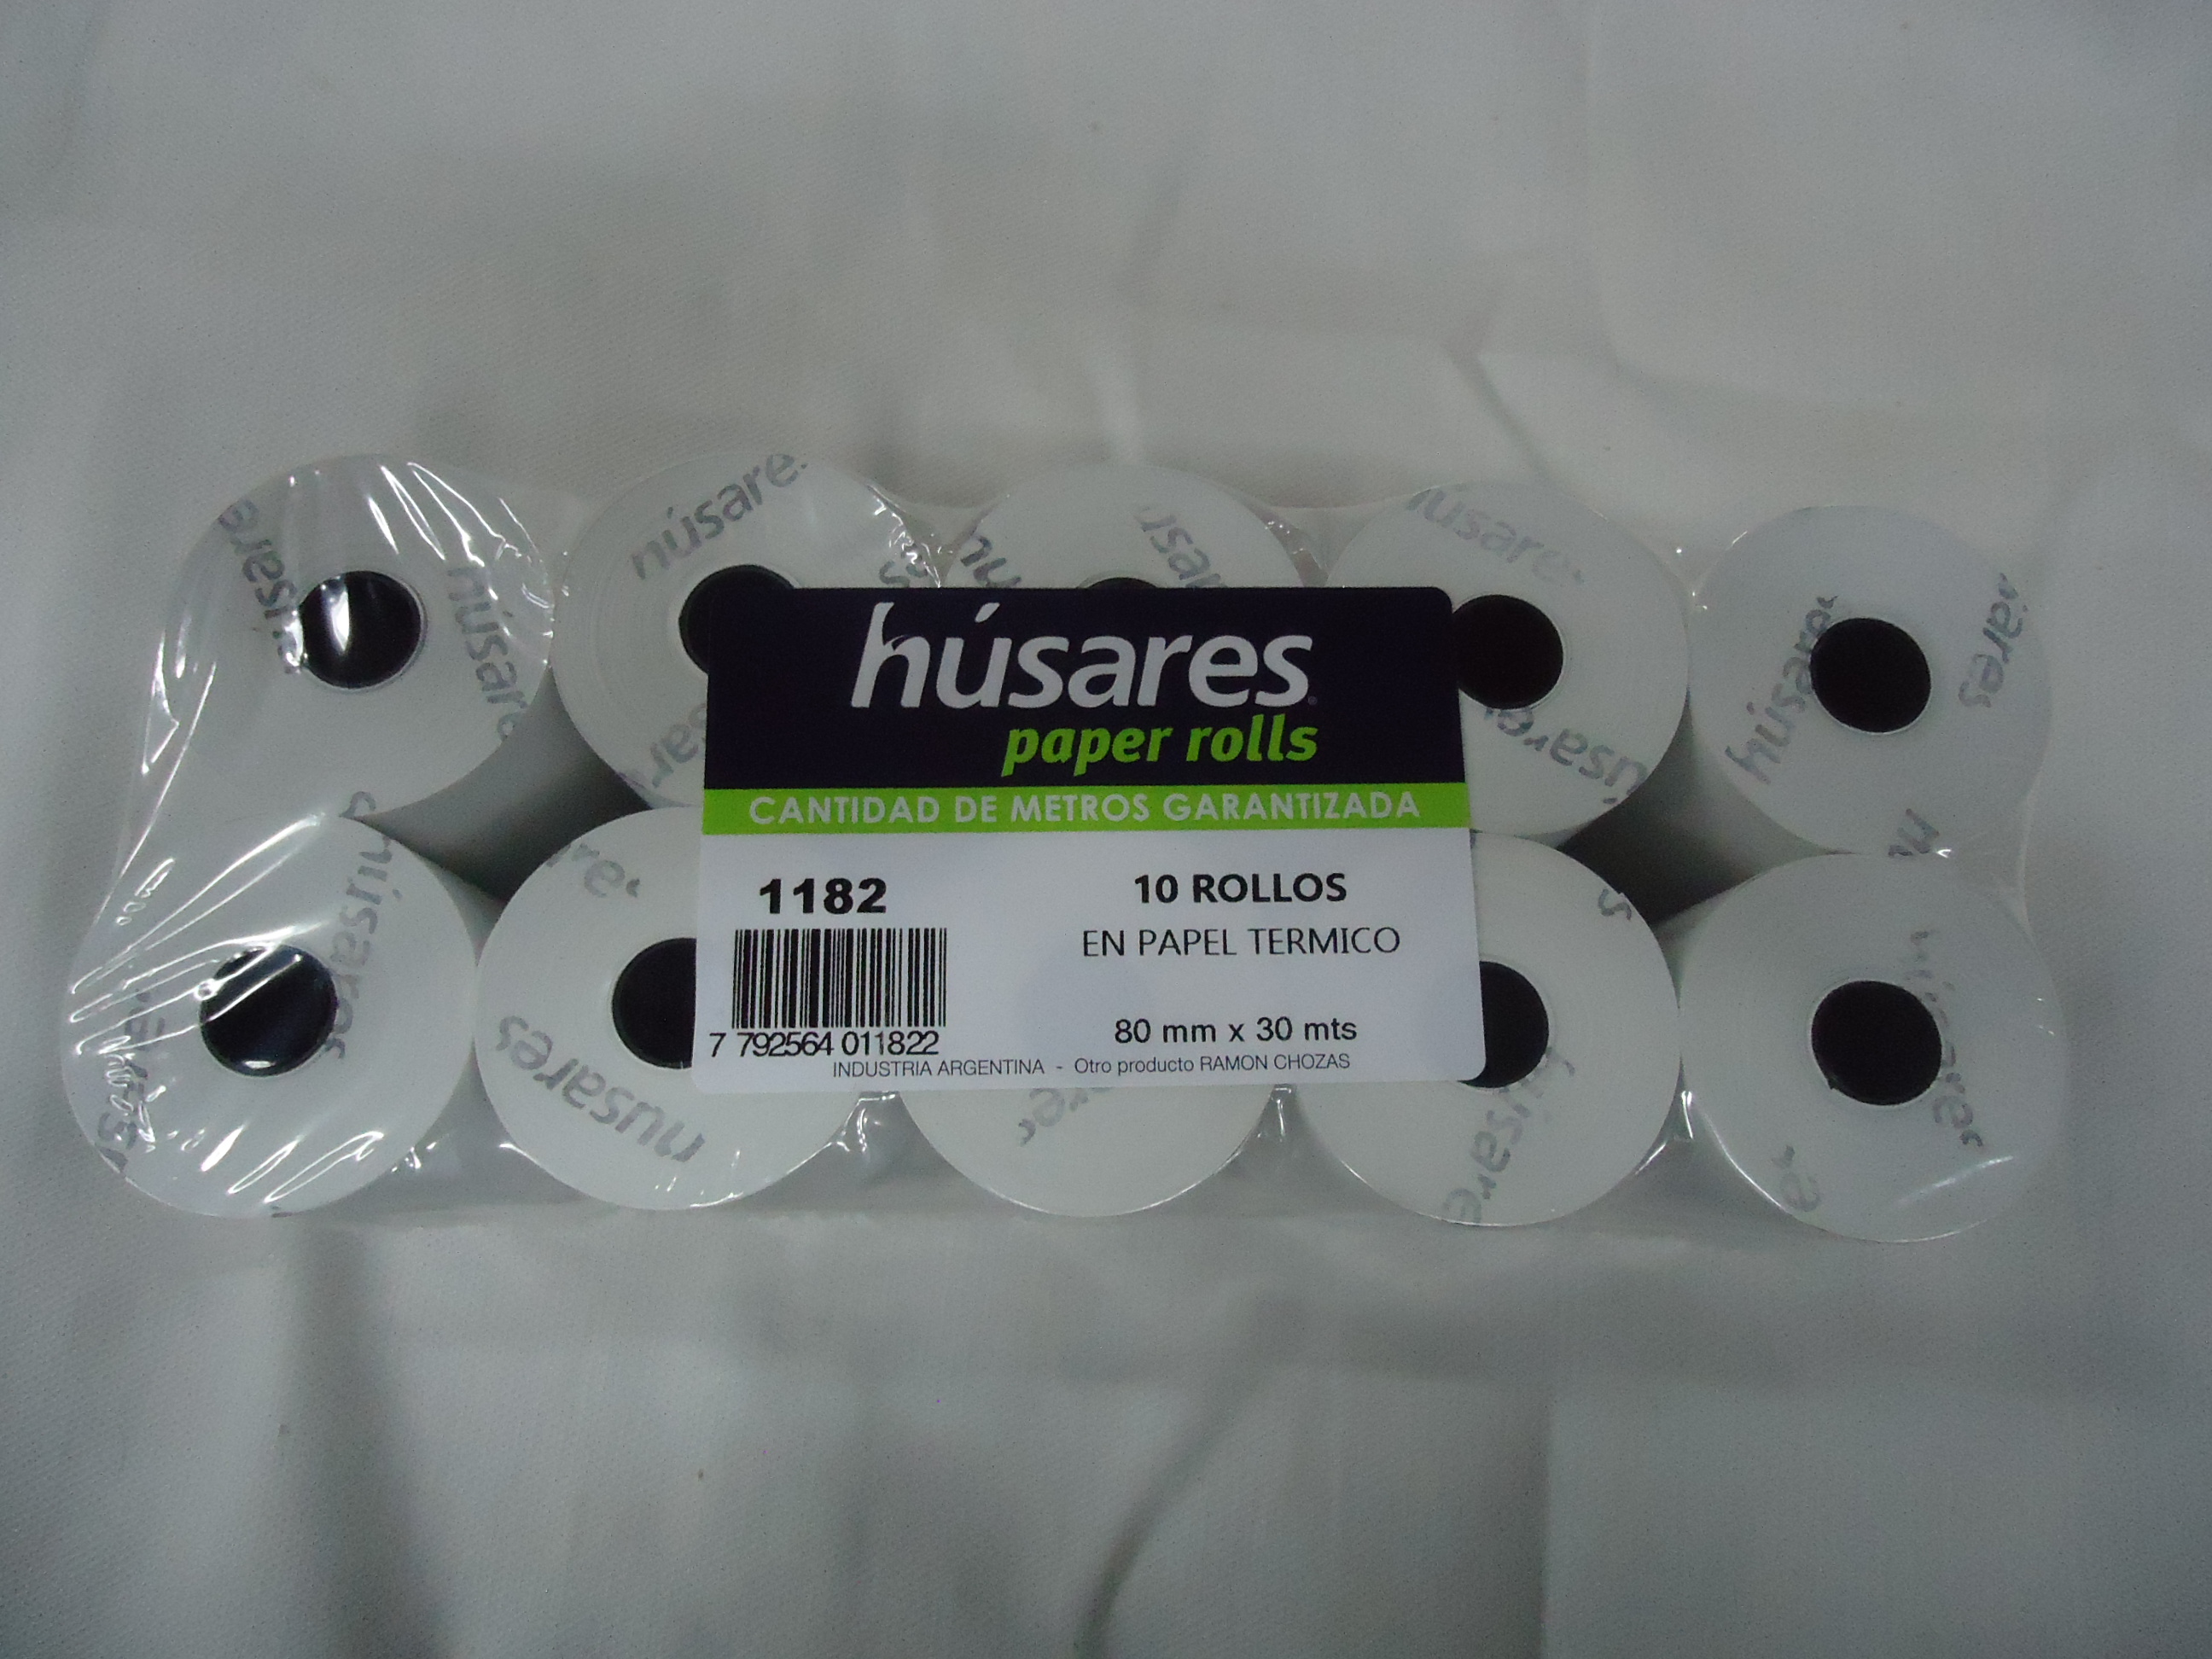 húsares
paper rolls
CANTIDAD DE METROS GARANTIZADA
1182
10 ROLLOS
EN PAPEL TERMICO
80 mm x 30 mts
7 792564 011822
INDUSTRIA ARGENTINA - Otro producto RAMON CHOZAS